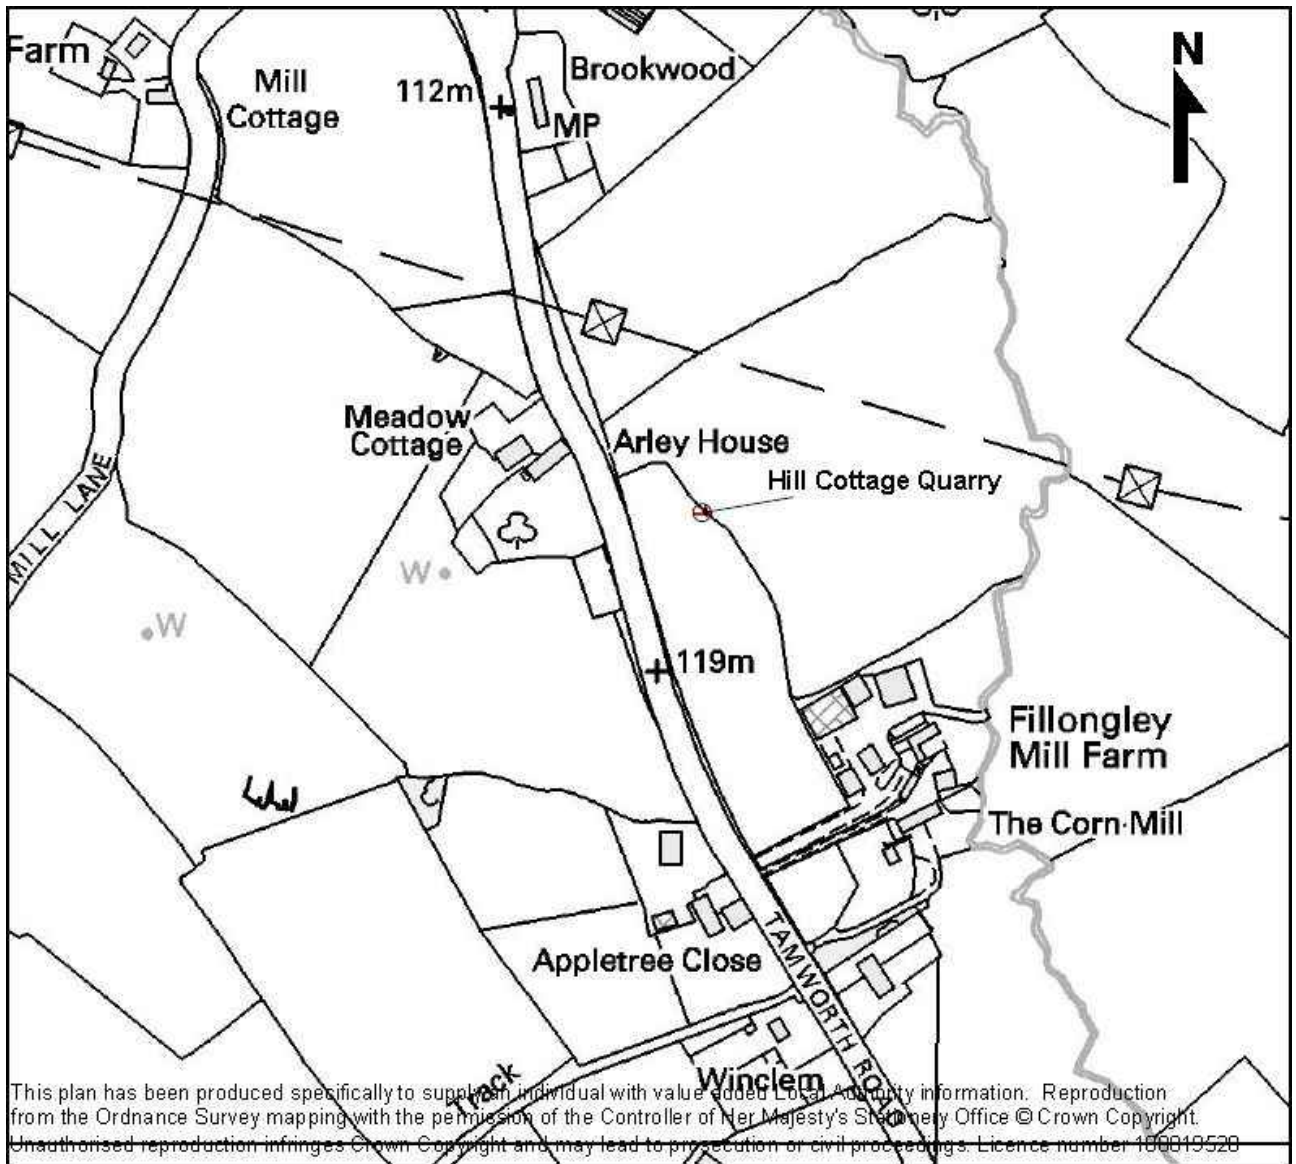 N
Farm
Mill
Cottage
112m
Brookwood
MP
Meadow
Cottage
Arley House
Hill Cottage Quarry
MILL LANE
W
W
119m
Fillongley
Mill Farm
The Corn Mill
Appletree Close
TAMWORTH ROAD
Track
Winclem
This plan has been produced specifically to supply an individual with value added Local Authority information. Reproduction
from the Ordnance Survey mapping with the permission of the Controller of Her Majesty's Stationery Office © Crown Copyright.
Unauthorised reproduction infringes Crown Copyright and may lead to prosecution or civil proceedings. Licence number 100019520